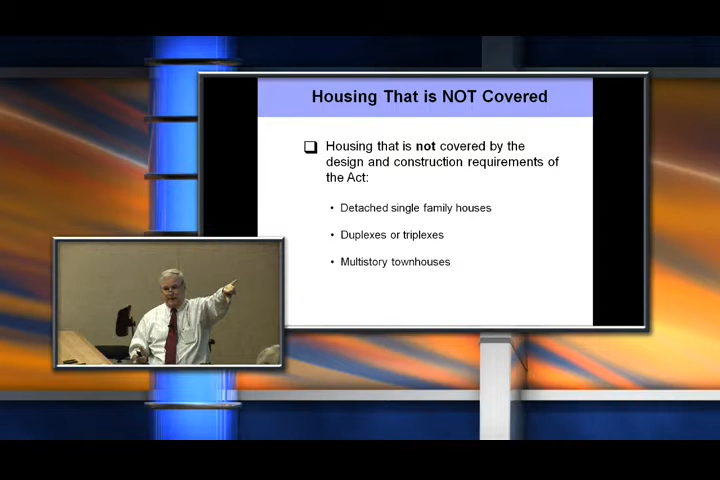 Housing That is NOT Covered
Housing that is not covered by the
design and construction requirements of
the Act:
• Detached single family houses
• Duplexes or triplexes
• Multistory townhouses